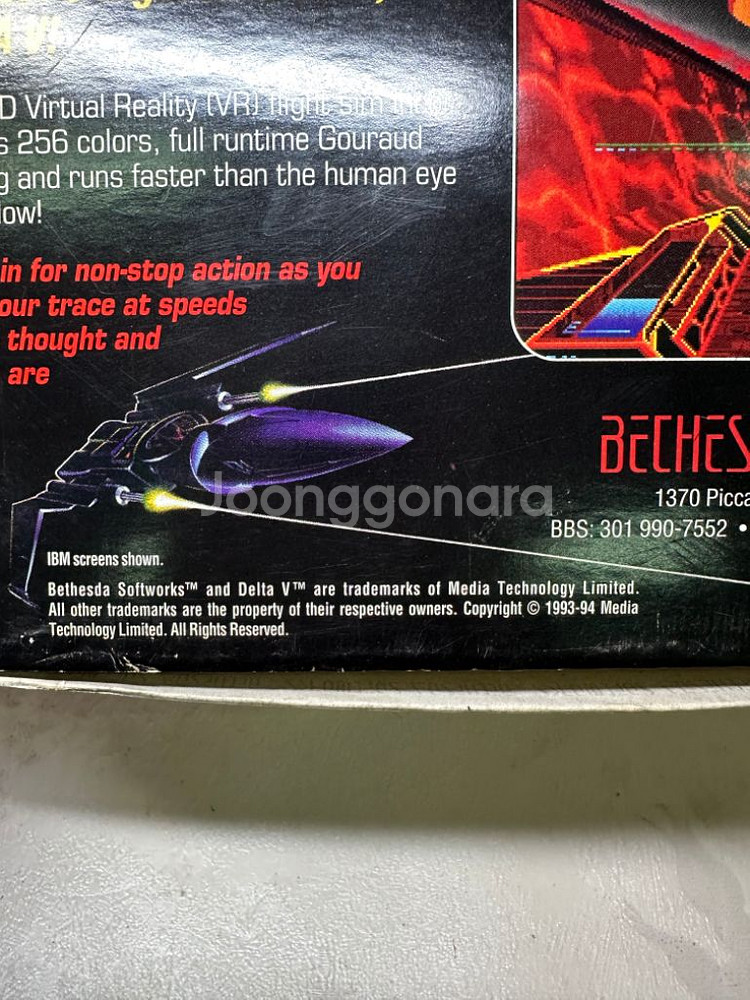 V!
D Virtual Reality (VR) flight sim
s 256 colors, full runtime Gouraud
g and runs faster than the human eye
low!
in for non-stop action as you
our trace at speeds
thought and
are
BETHES
1370 Picca
BBS: 301 990-7552 •
Joonggonara
IBM screens shown.
Bethesda Softworks™ and Delta V™ are trademarks of Media Technology Limited.
All other trademarks are the property of their respective owners. Copyright © 1993-94 Media
Technology Limited. All Rights Reserved.